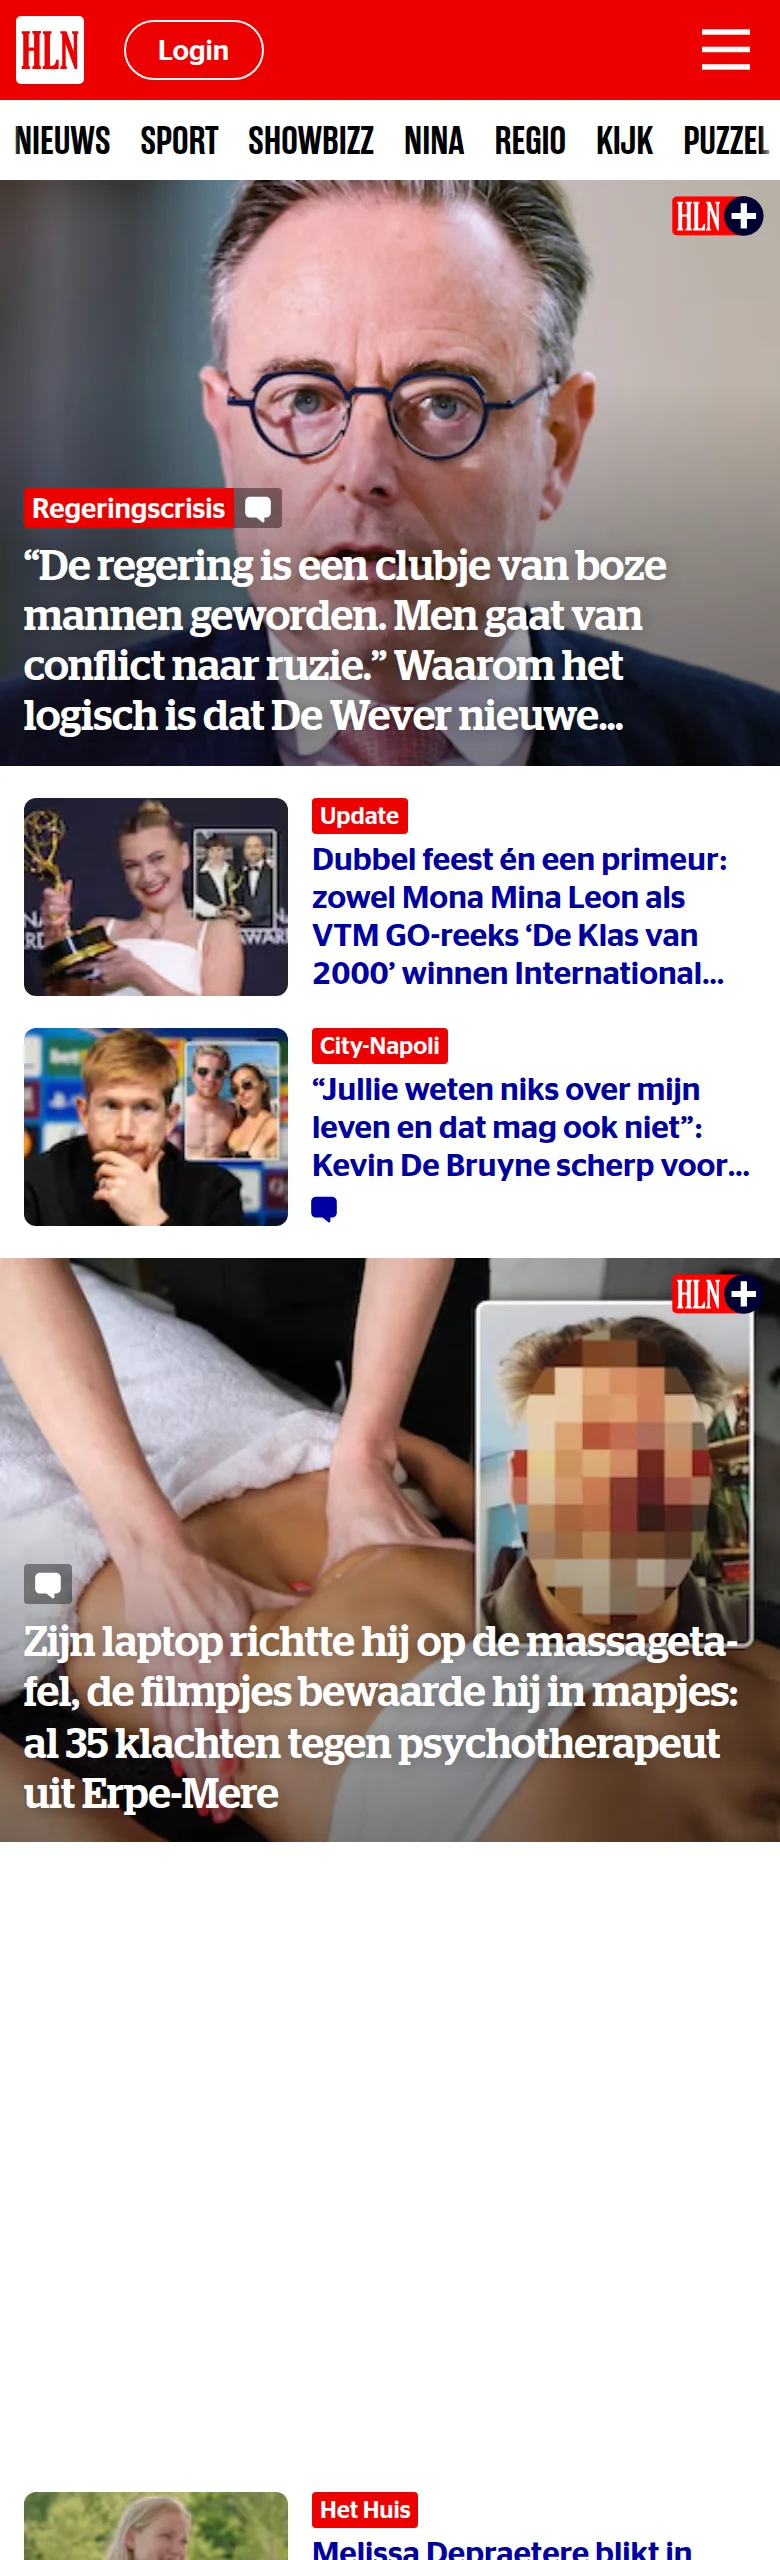 HLN
Login
NIEUWS SPORT SHOWBIZZ NINA REGIO KIJK PUZZEL
HLN+
Regeringscrisis
“De regering is een clubje van boze
mannen geworden. Men gaat van
conflict naar ruzie.” Waarom het
logisch is dat De Wever nieuwe...
Update
Dubbel feest én een primeur:
zowel Mona Mina Leon als
VTM GO-reeks ‘De Klas van
2000’ winnen International...
City-Napoli
“Jullie weten niks over mijn
leven en dat mag ook niet”:
Kevin De Bruyne scherp voor...
HLN+
Zijn laptop richtte hij op de massageta-
fel, de filmpjes bewaarde hij in mapjes:
al 35 klachten tegen psychotherapeut
uit Erpe-Mere
Het Huis
Melissa Depraetere blikt in